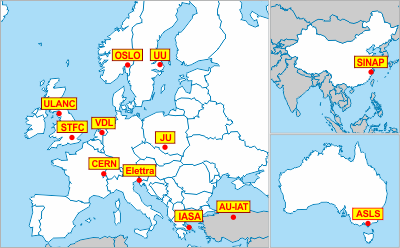 OSLO
UU
SINAP
ULANC
STFC
VDL
JU
CERN
Elettra
IASA
AU-IAT
ASLS